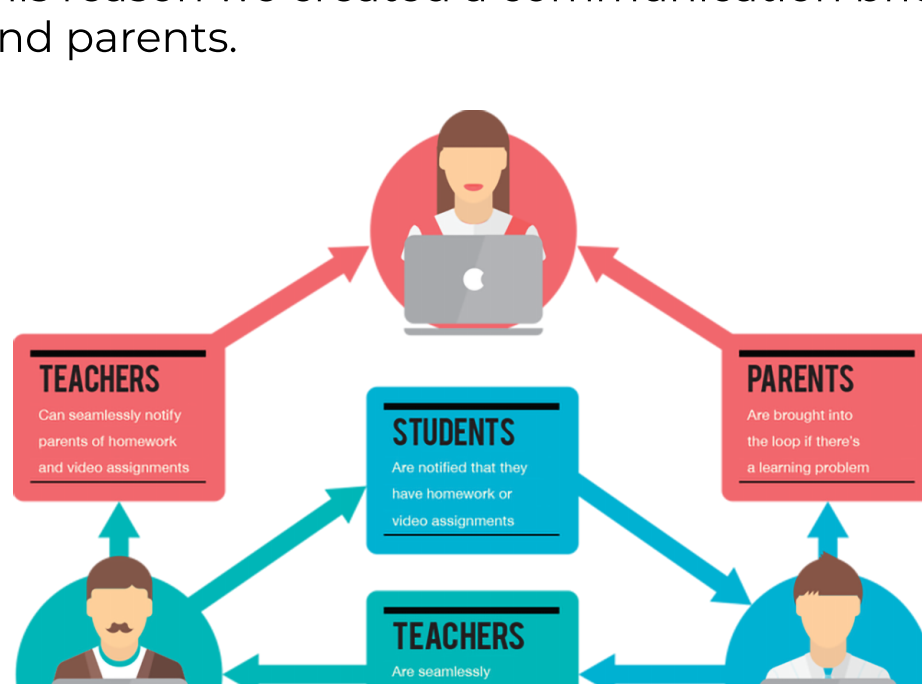 and parents.
TEACHERS
Can seamlessly notify
parents of homework
and video assignments
PARENTS
Are brought into
the loop if there's
a learning problem
STUDENTS
Are notified that they
have homework or
video assignments
TEACHERS
Are seamlessly